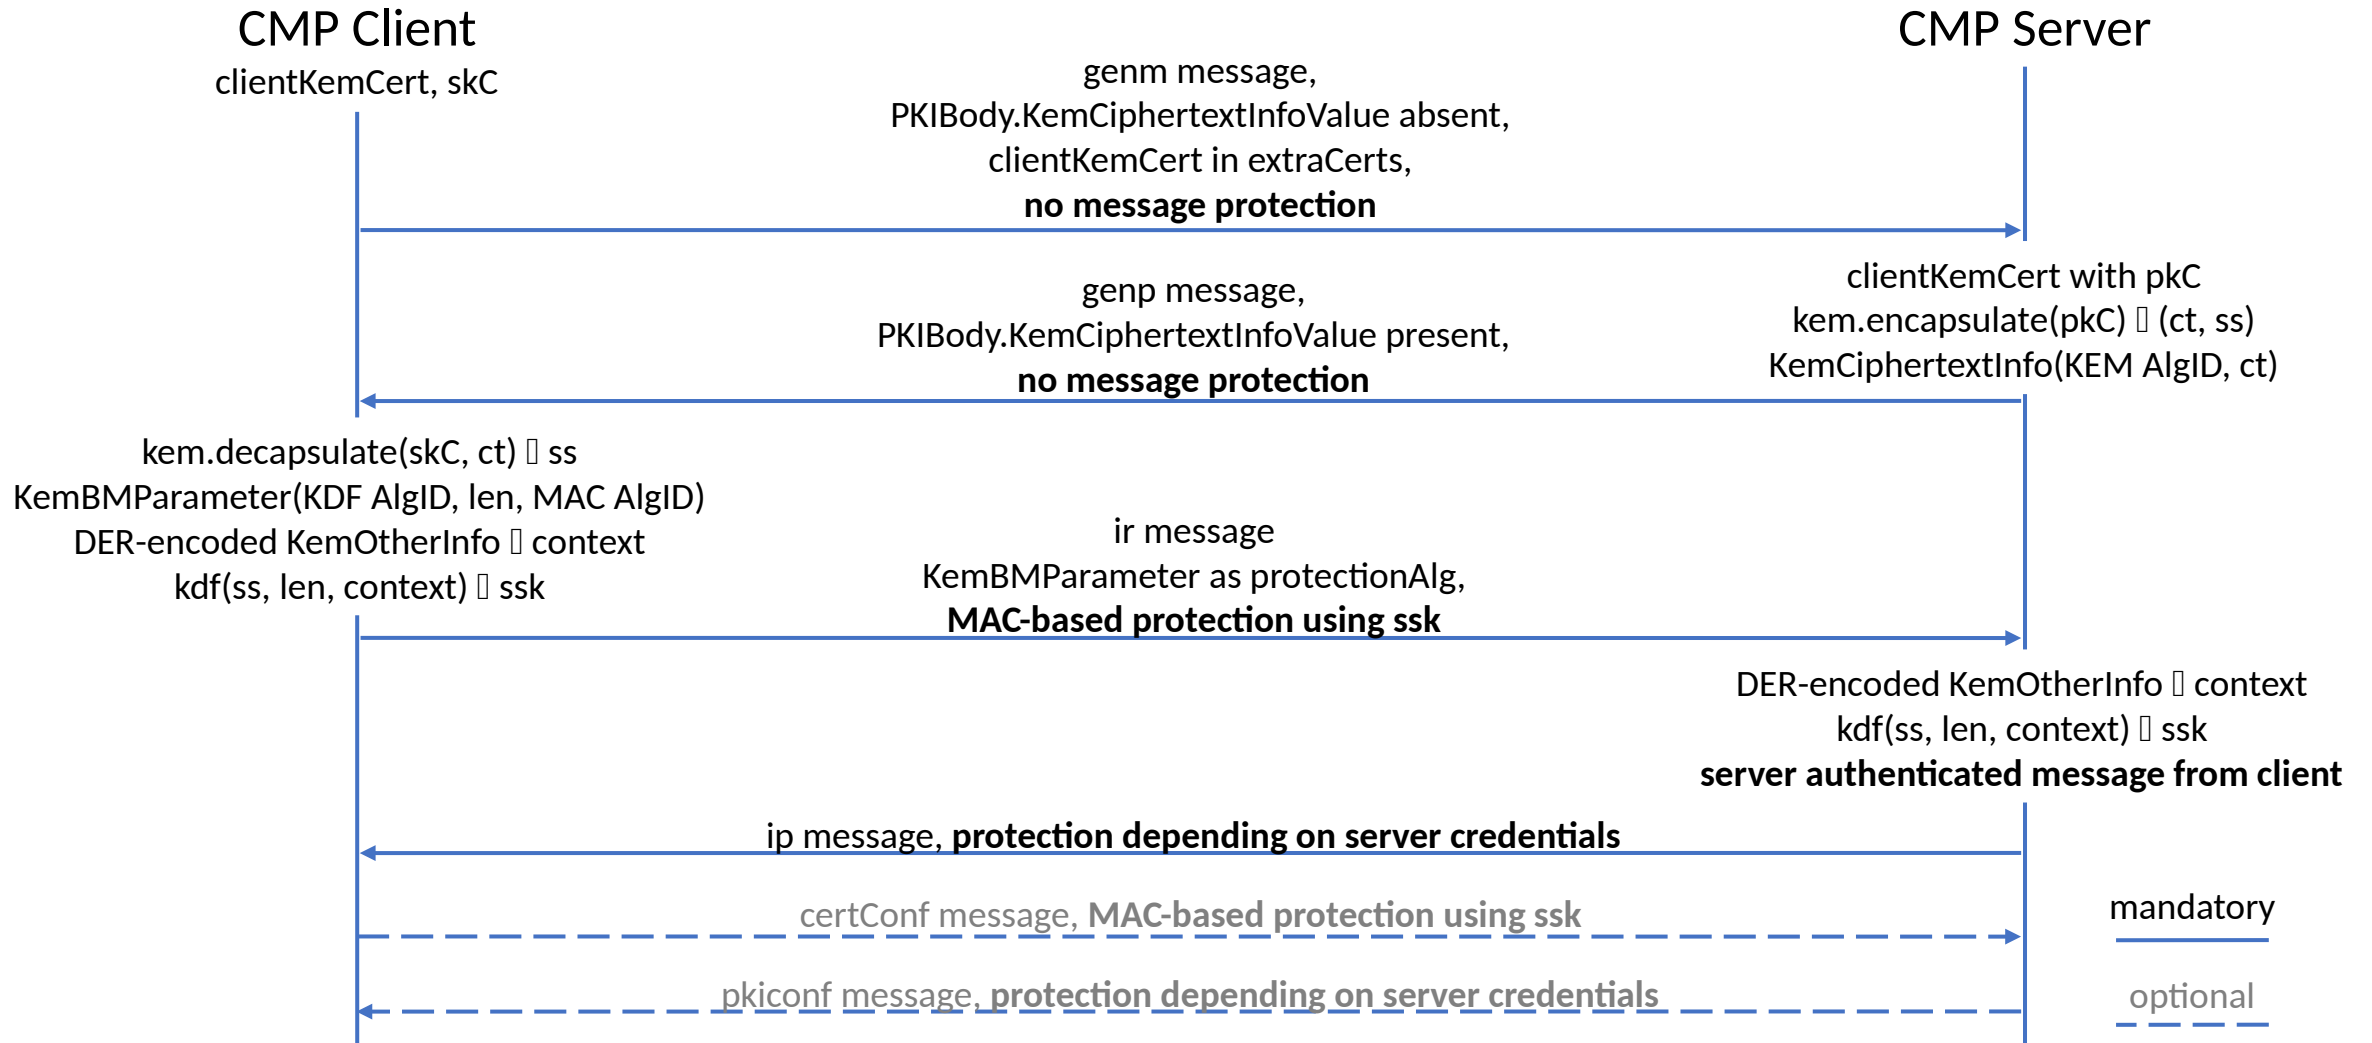 CMP Client
clientKemCert, skC
CMP Server
genm message,
PKIBody.KemCiphertextInfoValue absent,
clientKemCert in extraCerts,
no message protection
clientKemCert with pkC
kem.encapsulate(pkC) ▯ (ct, ss)
KemCiphertextInfo(KEM AlgID, ct)
genp message,
PKIBody.KemCiphertextInfoValue present,
no message protection
kem.decapsulate(skC, ct) ▯ ss
KemBMParameter(KDF AlgID, len, MAC AlgID)
DER-encoded KemOtherInfo ▯ context
kdf(ss, len, context) ▯ ssk
ir message
KemBMParameter as protectionAlg,
MAC-based protection using ssk
DER-encoded KemOtherInfo ▯ context
kdf(ss, len, context) ▯ ssk
server authenticated message from client
ip message, protection depending on server credentials
certConf message, MAC-based protection using ssk
pkiconf message, protection depending on server credentials
mandatory
optional